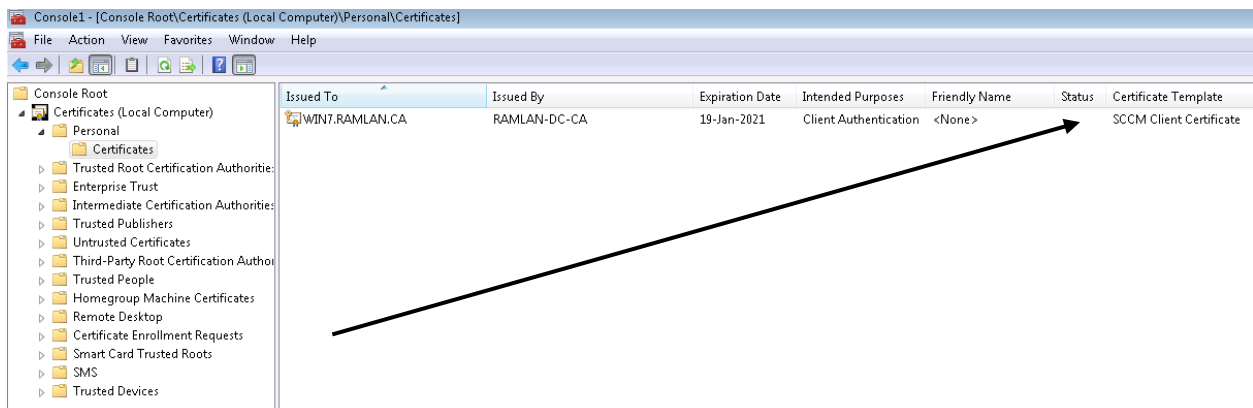 Console1 - [Console Root\Certificates (Local Computer)\Personal\Certificates]
File Action View Favorites Window Help
Console Root
Certificates (Local Computer)
Personal
Certificates
Trusted Root Certification Authoritie:
Enterprise Trust
Intermediate Certification Authorities
Trusted Publishers
Untrusted Certificates
Third-Party Root Certification Author
Trusted People
Homegroup Machine Certificates
Remote Desktop
Certificate Enrollment Requests
Smart Card Trusted Roots
SMS
Trusted Devices
Issued To Issued By Expiration Date Intended Purposes Friendly Name Status Certificate Template
WIN7.RAMLAN.CA RAMLAN-DC-CA 19-Jan-2021 Client Authentication <None> SCCM Client Certificate